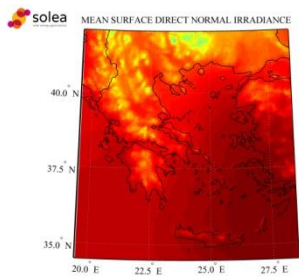 solea
MEAN SURFACE DIRECT NORMAL IRRADIANCE
40.0° N
37.5° N
35.0° N
20.0 E 22.5° E 25.0° E 27.5° E